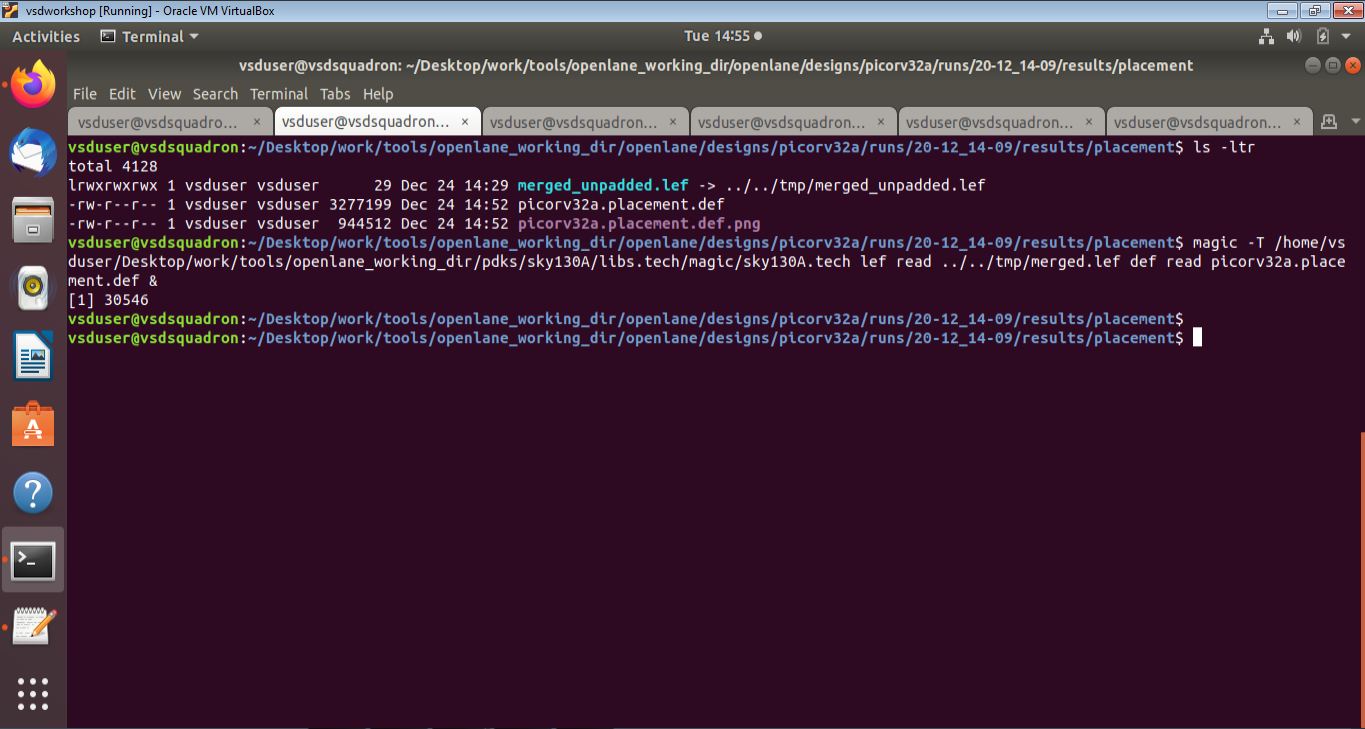 vsdworkshop [Running] - Oracle VM VirtualBox
Activities Terminal Tue 14:55
vsduser@vsdsquadron: ~/Desktop/work/tools/openlane_working_dir/openlane/designs/picorv32a/runs/20-12_14-09/results/placement
File Edit View Search Terminal Tabs Help
vsduser@vsdsquadro... × vsduser@vsdsquadron... × vsduser@vsdsquadron... × vsduser@vsdsquadron... × vsduser@vsdsquadron... × vsduser@vsdsquadron... ×
vsduser@vsdsquadron:~/Desktop/work/tools/openlane_working_dir/openlane/designs/picorv32a/runs/20-12_14-09/results/placement$ ls -ltr
total 4128
lrwxrwxrwx 1 vsduser vsduser      29 Dec 24 14:29 merged_unpadded.lef -> ../../tmp/merged_unpadded.lef
-rw-r--r-- 1 vsduser vsduser 3277199 Dec 24 14:52 picorv32a.placement.def
-rw-r--r-- 1 vsduser vsduser  944512 Dec 24 14:52 picorv32a.placement.def.png
vsduser@vsdsquadron:~/Desktop/work/tools/openlane_working_dir/openlane/designs/picorv32a/runs/20-12_14-09/results/placement$ magic -T /home/vs
duser/Desktop/work/tools/openlane_working_dir/pdks/sky130A/libs.tech/magic/sky130A.tech lef read ../../tmp/merged.lef def read picorv32a.place
ment.def &
[1] 30546
vsduser@vsdsquadron:~/Desktop/work/tools/openlane_working_dir/openlane/designs/picorv32a/runs/20-12_14-09/results/placement$
vsduser@vsdsquadron:~/Desktop/work/tools/openlane_working_dir/openlane/designs/picorv32a/runs/20-12_14-09/results/placement$